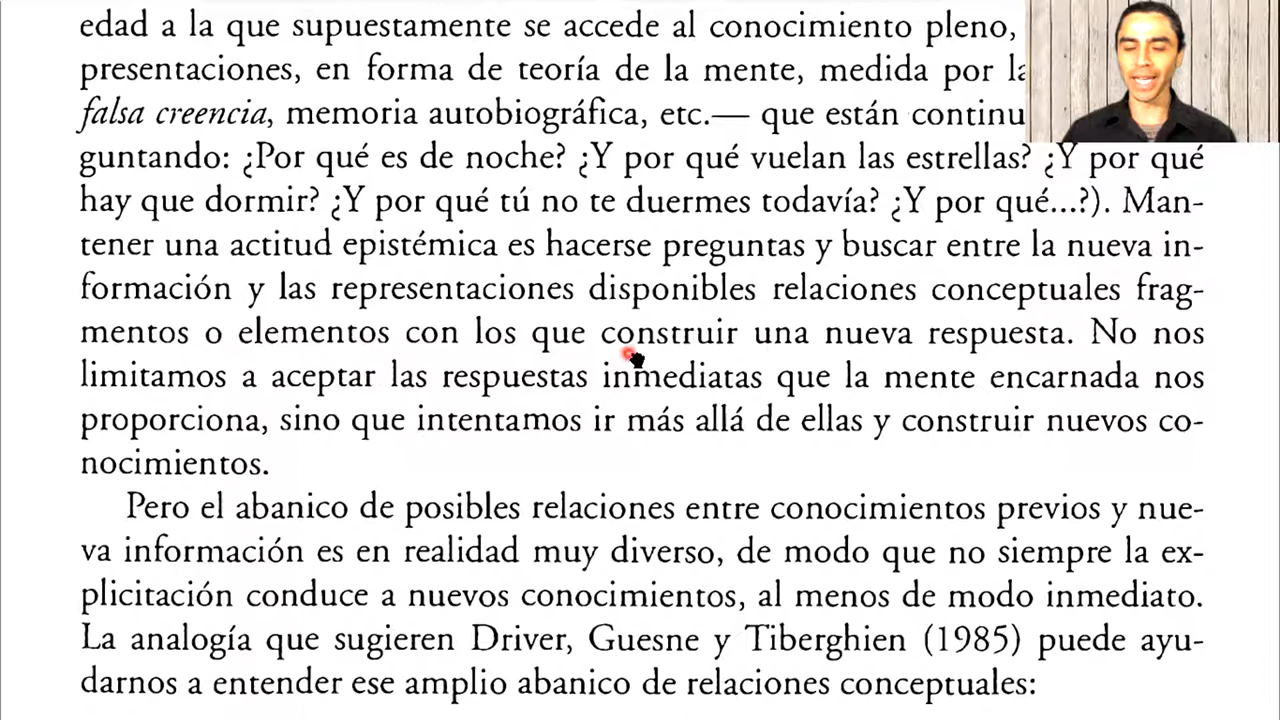 edad a la que supuestamente se accede al conocimiento pleno,
presentaciones, en forma de teoría de la mente, medida por
falsa creencia, memoria autobiográfica, etc.— que están
guntando: ¿Por qué es de noche? ¿Y por qué vuelan las estrellas? ¿Y por qué
hay que dormir? ¿Y por qué tú no te duermes todavía? ¿Y por qué...?). Man-
tener una actitud epistémica es hacerse preguntas y buscar entre la nueva in-
formación y las representaciones disponibles relaciones conceptuales frag-
mentos o elementos con los que construir una nueva respuesta. No nos
limitamos a aceptar las respuestas inmediatas que la mente encarnada nos
proporciona, sino que intentamos ir más allá de ellas y construir nuevos co-
nocimientos.
Pero el abanico de posibles relaciones entre conocimientos previos y nue-
va información es en realidad muy diverso, de modo que no siempre la ex-
plicitación conduce a nuevos conocimientos, al menos de modo inmediato.
La analogía que sugieren Driver, Guesne y Tiberghien (1985) puede ayu-
darnos a entender ese amplio abanico de relaciones conceptuales: